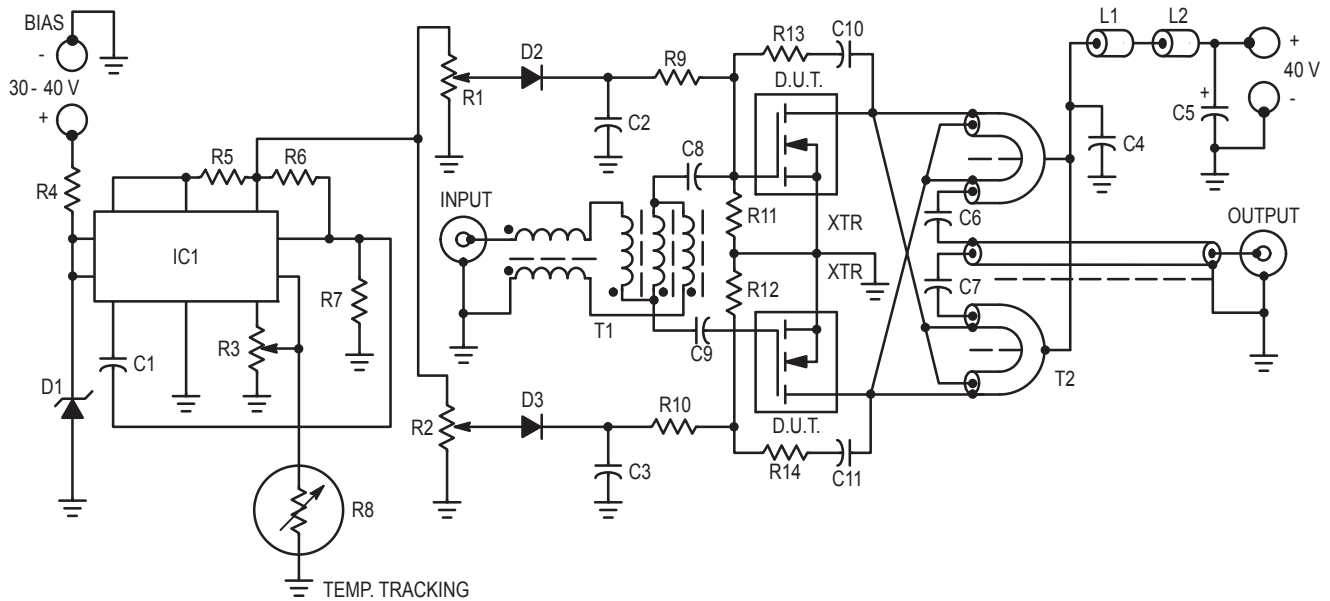 BIAS
-
30 - 40 V
+
R4
R5
R6
IC1
R7
R3
C1
D1
R8
TEMP. TRACKING
R1
D2
R9
C2
R13
C10
D.U.T.
C8
INPUT
R11
XTR
XTR
R12
T1
C9
R2
D3
R10
C3
D.U.T.
R14
C11
L1
L2
+
40 V
-
+
C5
C4
C6
C7
OUTPUT
T2